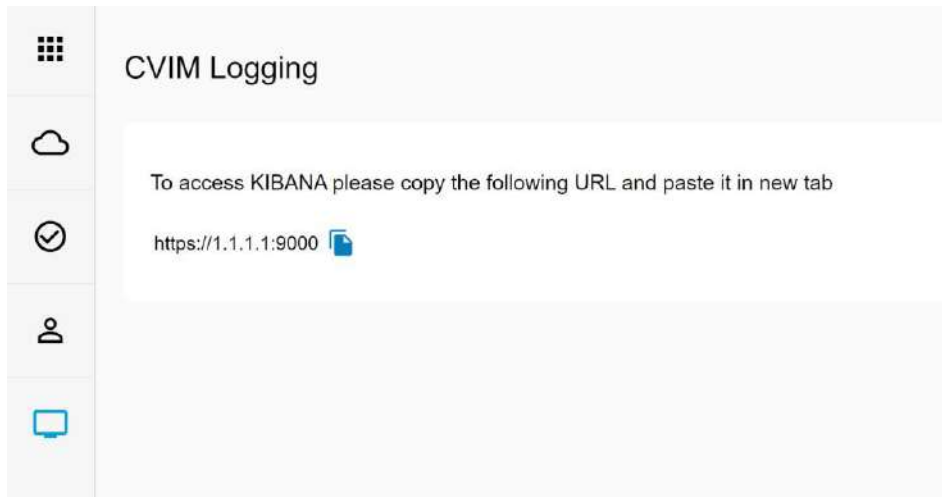 CVIM Logging
To access KIBANA please copy the following URL and paste it in new tab
https://1.1.1.1:9000